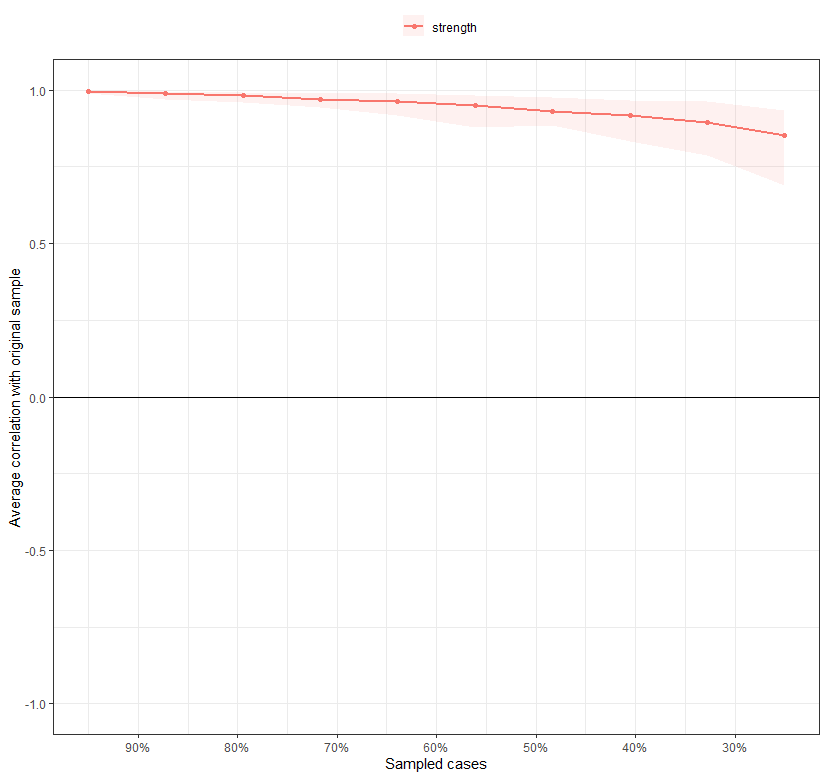 strength
1.0
0.5
0.0
-0.5
-1.0
Average correlation with original sample
90% 80% 70% 60% 50% 40% 30%
Sampled cases